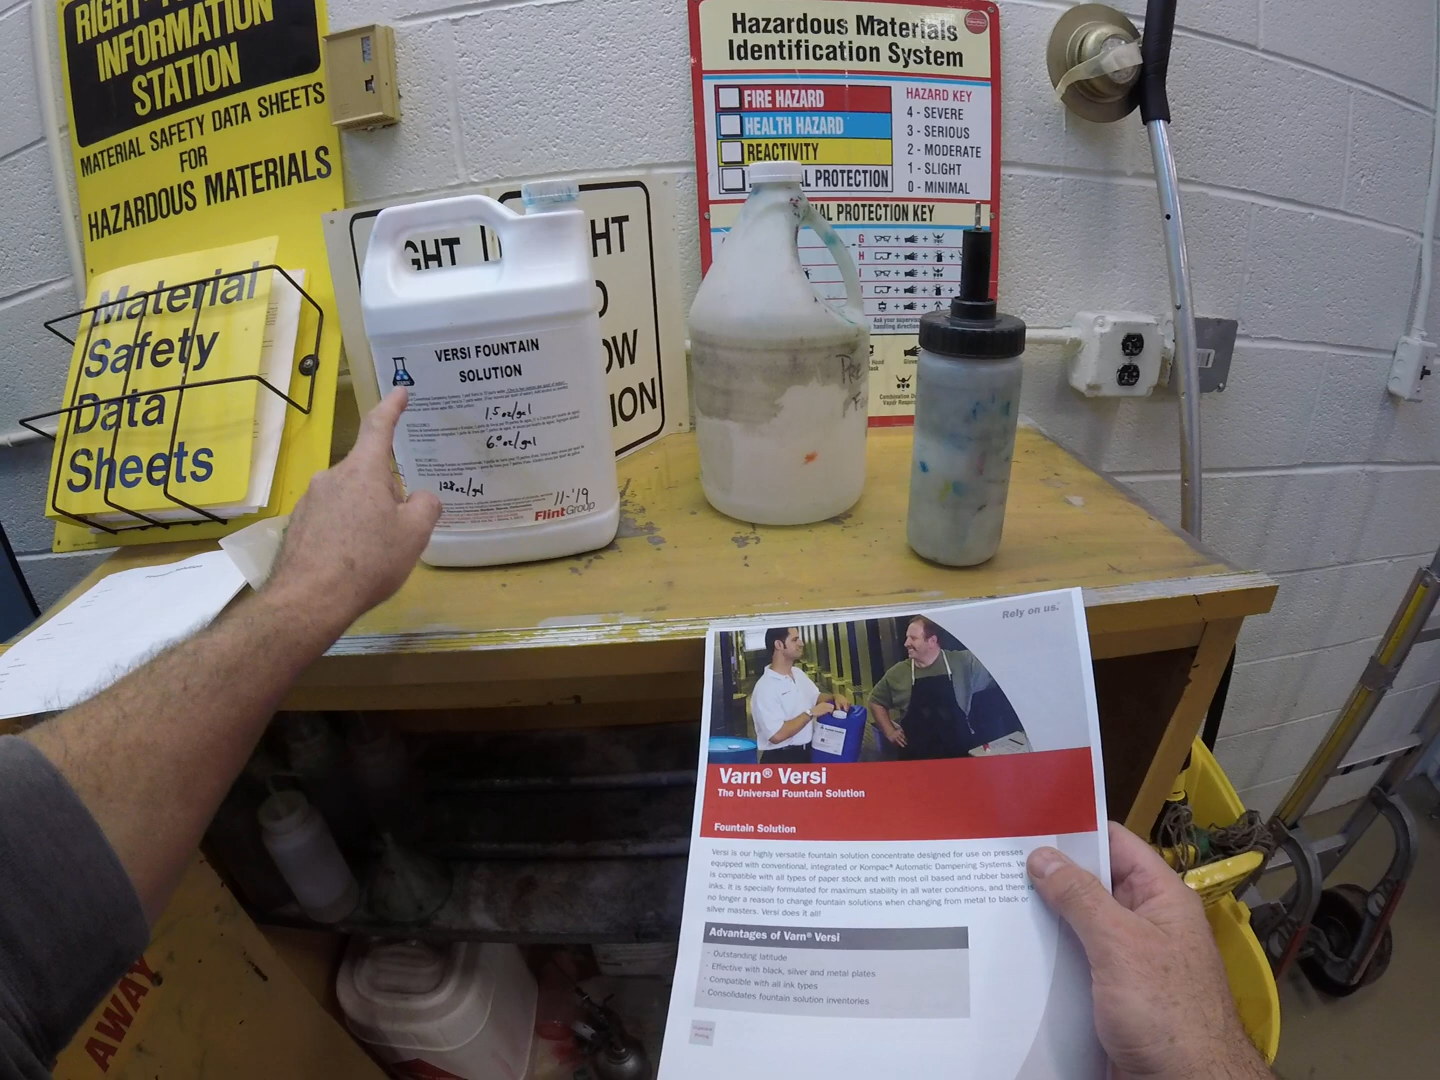 RIGHT
INFORMATION
STATION
MATERIAL SAFETY DATA SHEETS
FOR
HAZARDOUS MATERIALS
Material
Safety
Data
Sheets
GHT
HT
OW
ION
VERSI FOUNTAIN
SOLUTION
1.5 oz/gal
6.0 oz/gal
128 oz/gal
11-'19
FlintGroup
Hazardous Materials
Identification System
FIRE HAZARD
HEALTH HAZARD
REACTIVITY
PROTECTION
HAZARD KEY
4 - SEVERE
3 - SERIOUS
2 - MODERATE
1 - SLIGHT
0 - MINIMAL
PROTECTION KEY
G
H
I
Rely on us.
Varn® Versi
The Universal Fountain Solution
Fountain Solution
Versi is our highly versatile fountain solution concentrate designed for use on presses
equipped with conventional, integrated or Kompac® Automatic Dampening Systems.
is compatible with all types of paper stock and with most oil based and rubber based
inks. It is specially formulated for maximum stability in all water conditions, and there is
no longer a reason to change fountain solutions when changing from metal to black or
silver masters. Versi does it all!
Advantages of Varn® Versi
· Outstanding latitude
· Effective with black, silver and metal plates
· Compatible with all ink types
· Consolidates fountain solution inventories
AWAY